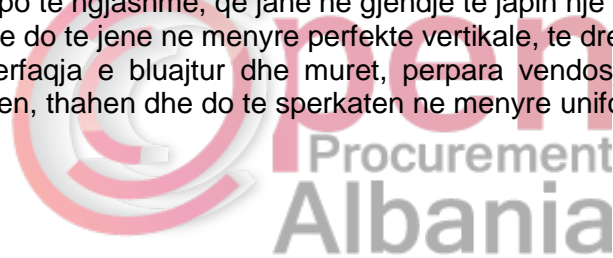 po te ngjashme, qe jane ne gjendje te japin nje
e do te jene ne menyre perfekte vertikale, te dre
erfaqja e bluajtur dhe muret, perpara vendos
en, thahen dhe do te sperkaten ne menyre unifo
Open
Procurement
Albania